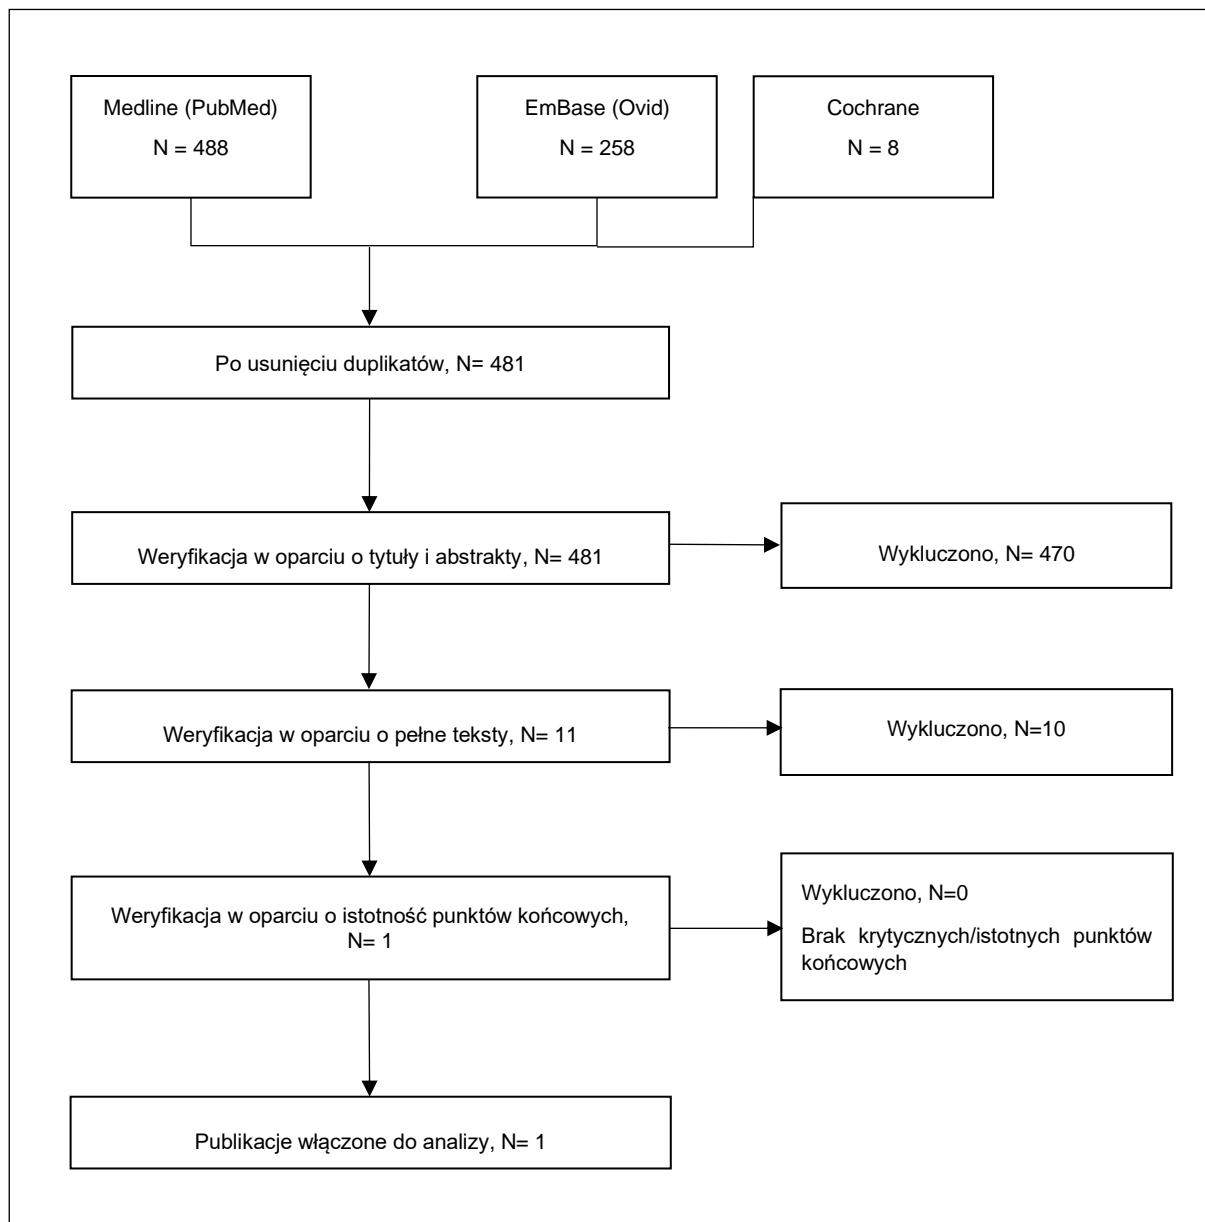 Medline (PubMed)
N = 488
EmBase (Ovid)
N = 258
Cochrane
N = 8
Po usunięciu duplikatów, N= 481
Weryfikacja w oparciu o tytuły i abstrakty, N= 481
Wykluczono, N= 470
Weryfikacja w oparciu o pełne teksty, N= 11
Wykluczono, N=10
Weryfikacja w oparciu o istotność punktów końcowych,
N= 1
Wykluczono, N=0
Brak krytycznych/istotnych punktów
końcowych
Publikacje włączone do analizy, N= 1